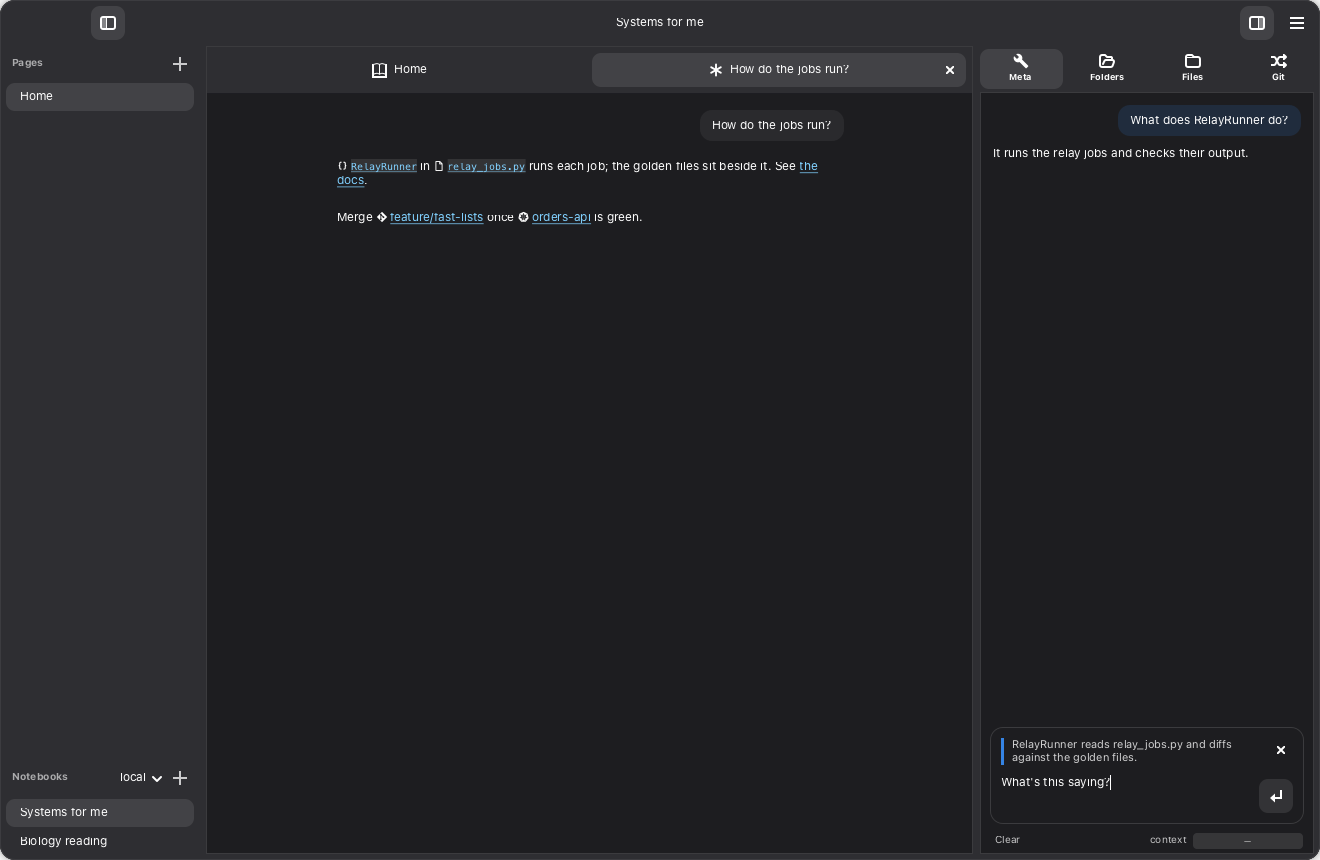 Systems for me
Pages
Home
Home
How do the jobs run?
Meta
Folders
Files
Git
How do the jobs run?
RelayRunner in relay_jobs.py runs each job; the golden files sit beside it. See the
docs.
Merge feature/fast-lists once orders-api is green.
What does RelayRunner do?
It runs the relay jobs and checks their output.
RelayRunner reads relay_jobs.py and diffs
against the golden files.
What's this saying?
Clear
context
–
Notebooks
local
Systems for me
Biology reading